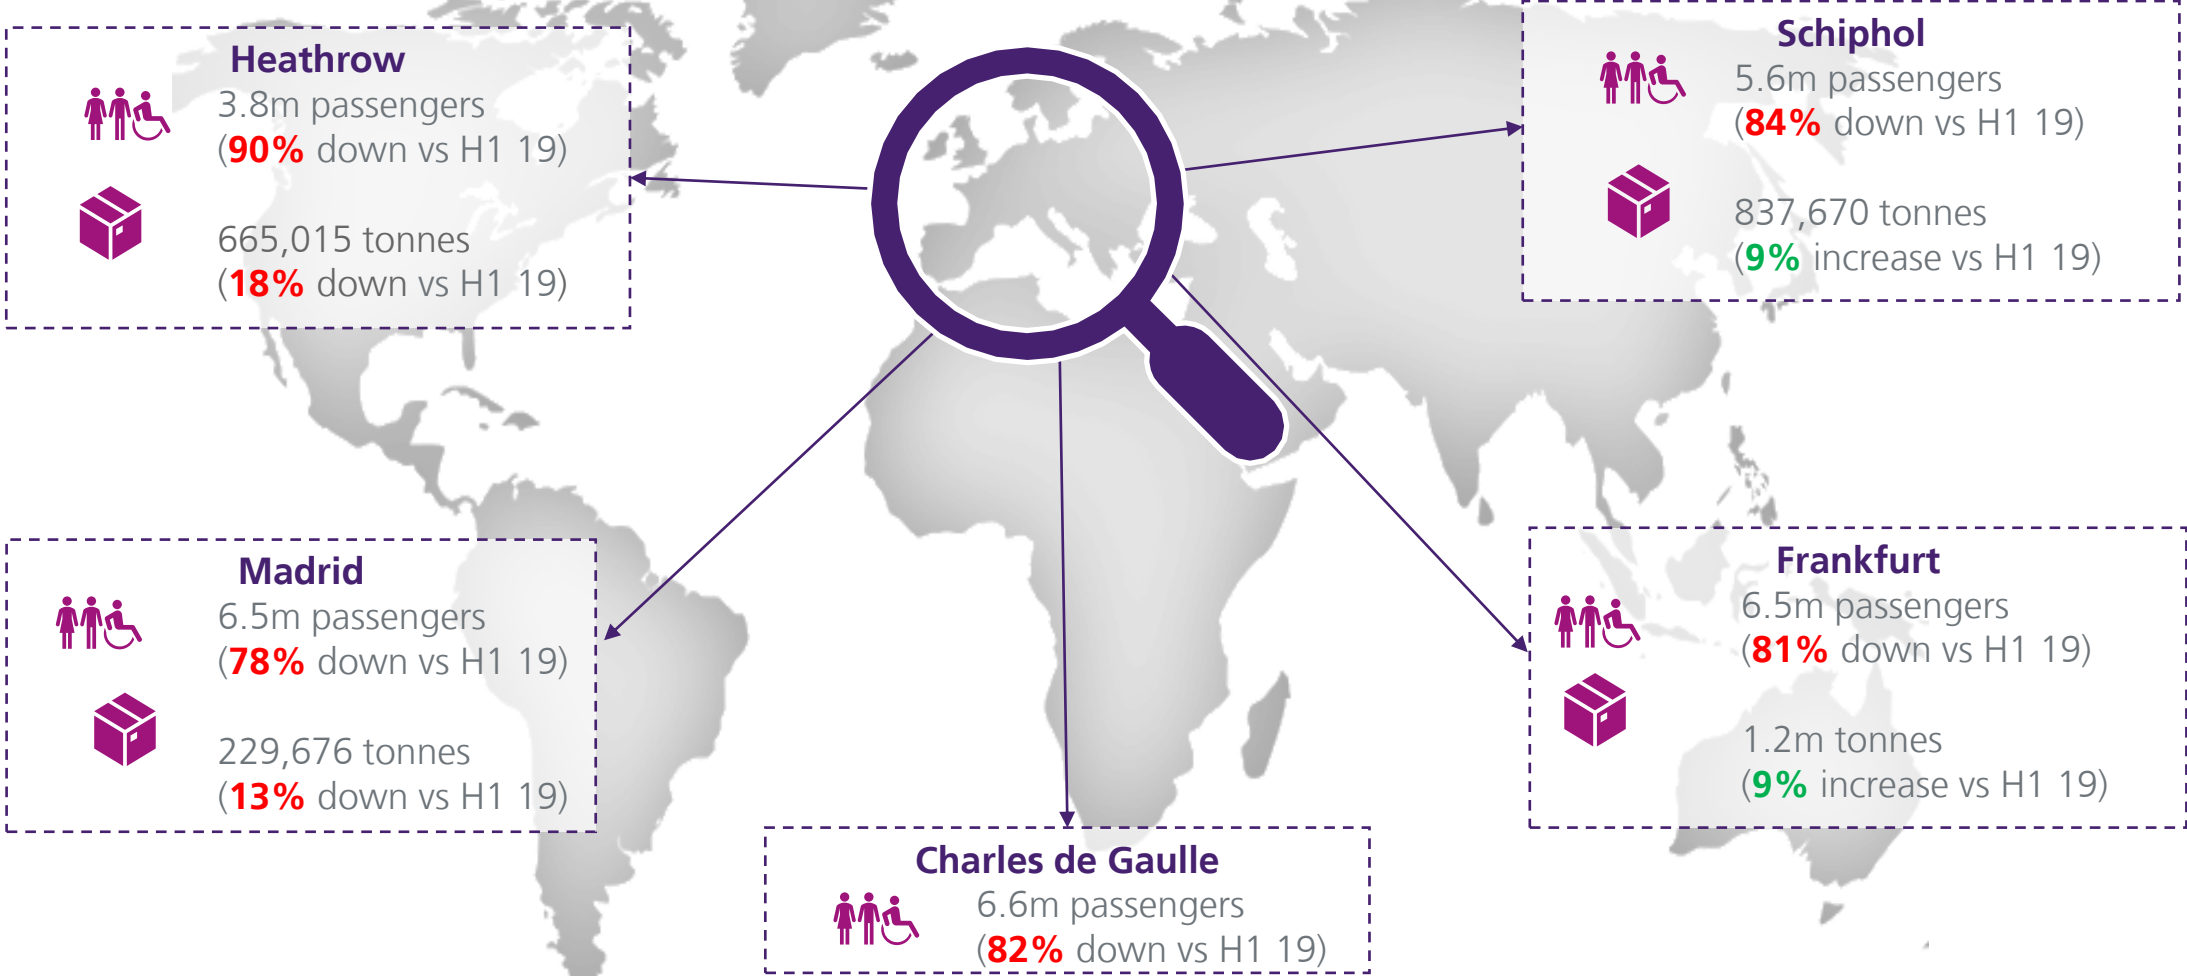 Heathrow
3.8m passengers
(90% down vs H1 19)
665,015 tonnes
(18% down vs H1 19)
Schiphol
5.6m passengers
(84% down vs H1 19)
837,670 tonnes
(9% increase vs H1 19)
Madrid
6.5m passengers
(78% down vs H1 19)
229,676 tonnes
(13% down vs H1 19)
Charles de Gaulle
6.6m passengers
(82% down vs H1 19)
Frankfurt
6.5m passengers
(81% down vs H1 19)
1.2m tonnes
(9% increase vs H1 19)